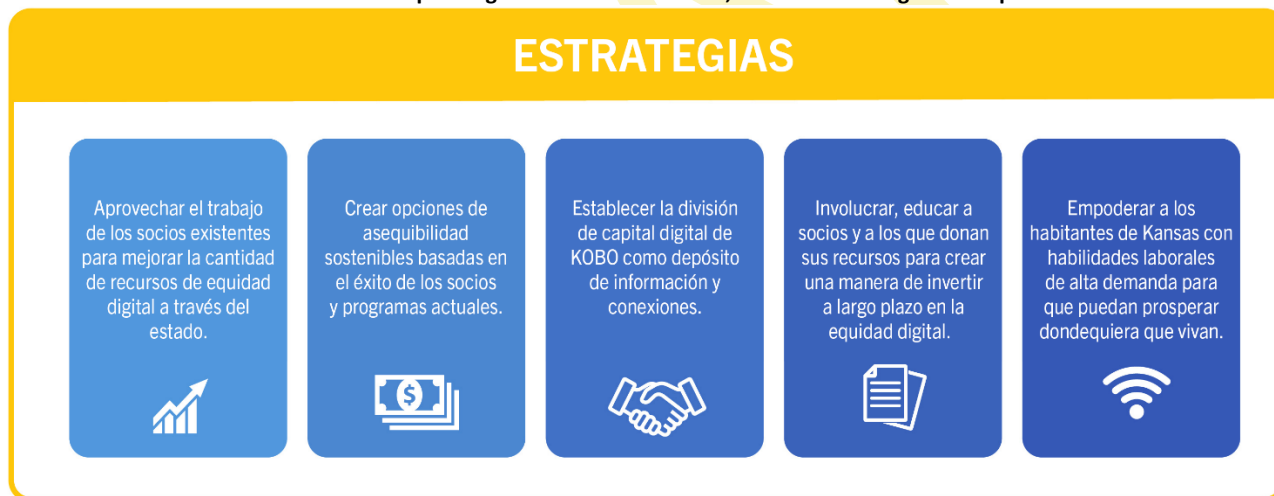 ESTRATEGIAS
Aprovechar el trabajo
de los socios existentes
para mejorar la cantidad
de recursos de equidad
digital a través del
estado.
Crear opciones de
asequibilidad
sostenibles basadas en
el éxito de los socios
y programas actuales.
Establecer la división
de capital digital de
KOBO como depósito
de información y
conexiones.
Involucrar, educar a
socios y a los que donan
sus recursos para crear
una manera de invertir
a largo plazo en la
equidad digital.
Empoderar a los
habitantes de Kansas con
habilidades laborales
de alta demanda para
que puedan prosperar
dondequiera que vivan.
$